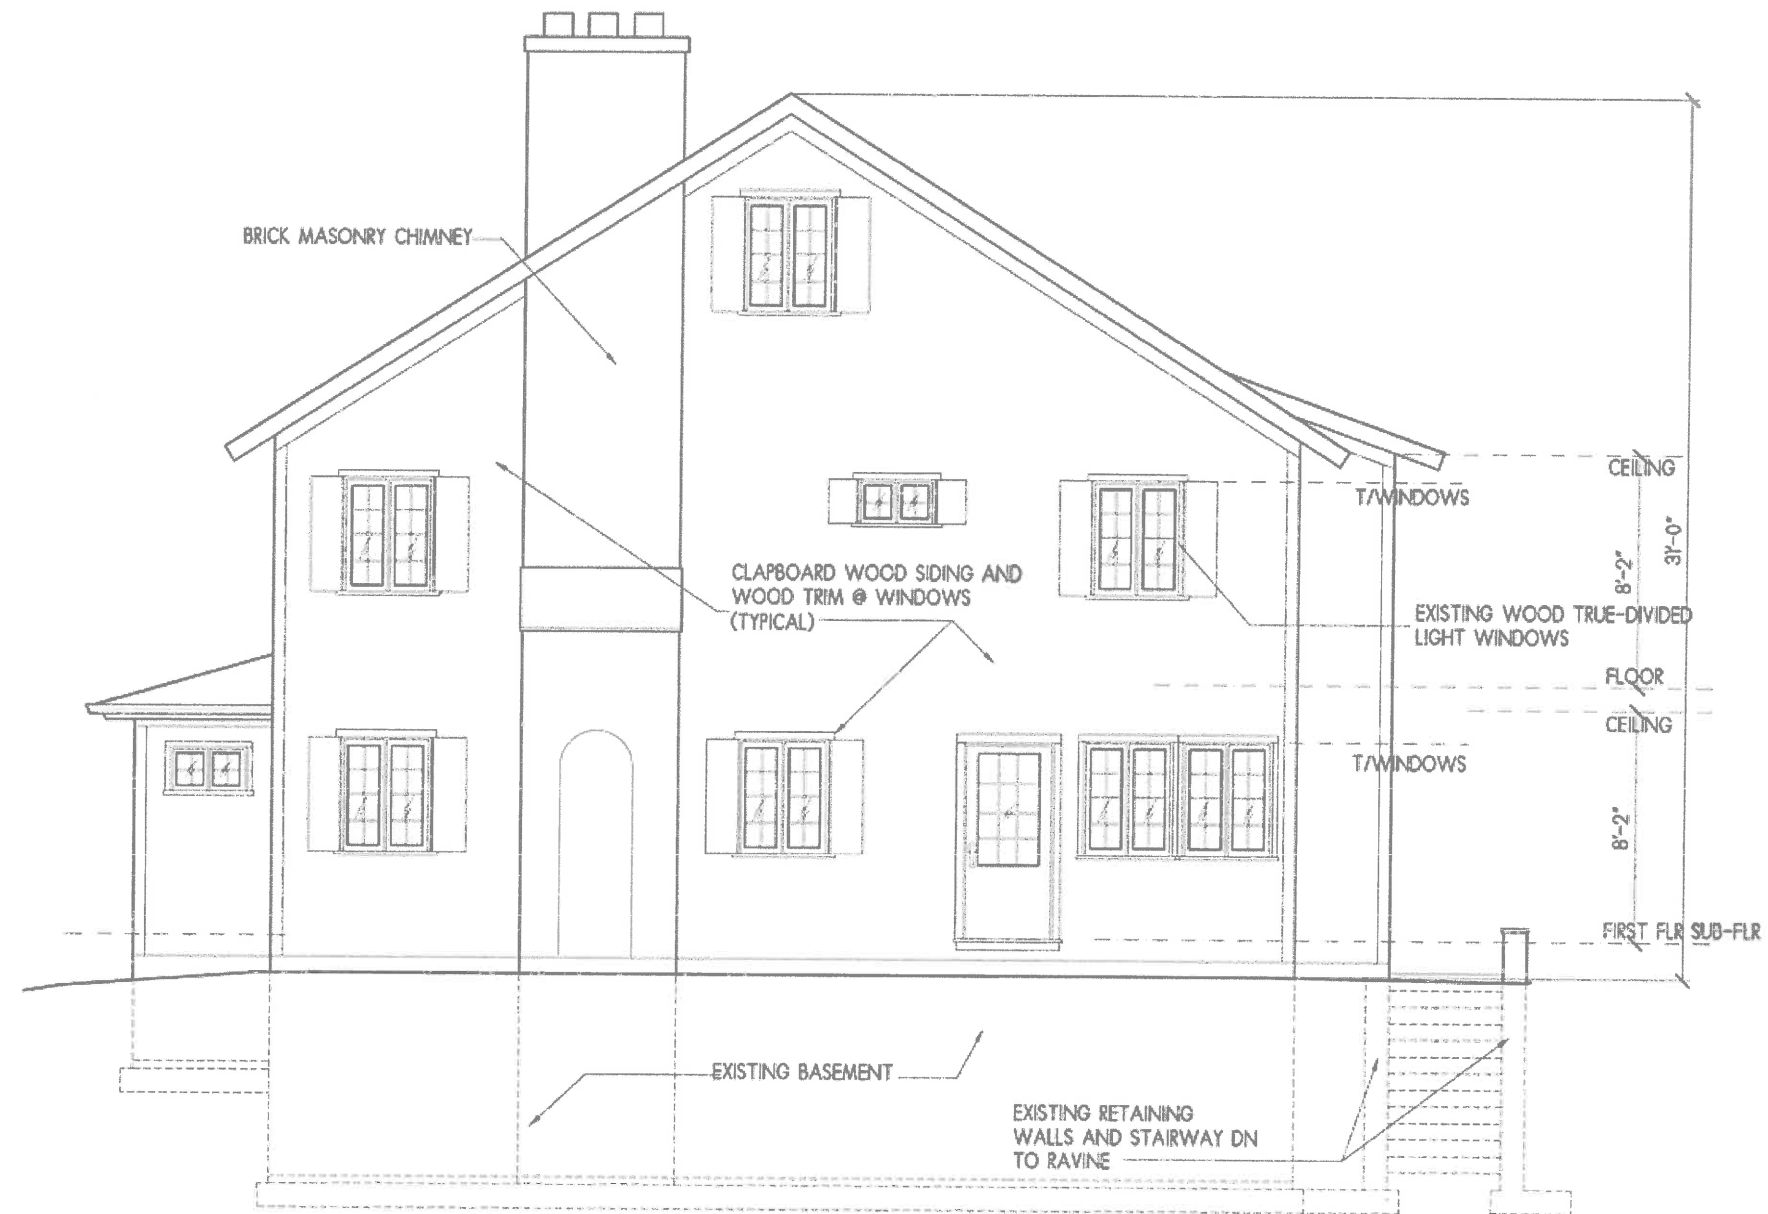 BRICK MASONRY CHIMNEY
CEILING
T/WINDOWS
31'-0"
8'-2"
CLAPBOARD WOOD SIDING AND
WOOD TRIM @ WINDOWS
(TYPICAL)
EXISTING WOOD TRUE-DIVIDED
LIGHT WINDOWS
FLOOR
CEILING
T/WINDOWS
8'-2"
FIRST FLR SUB-FLR
EXISTING BASEMENT
EXISTING RETAINING
WALLS AND STAIRWAY DN
TO RAVINE